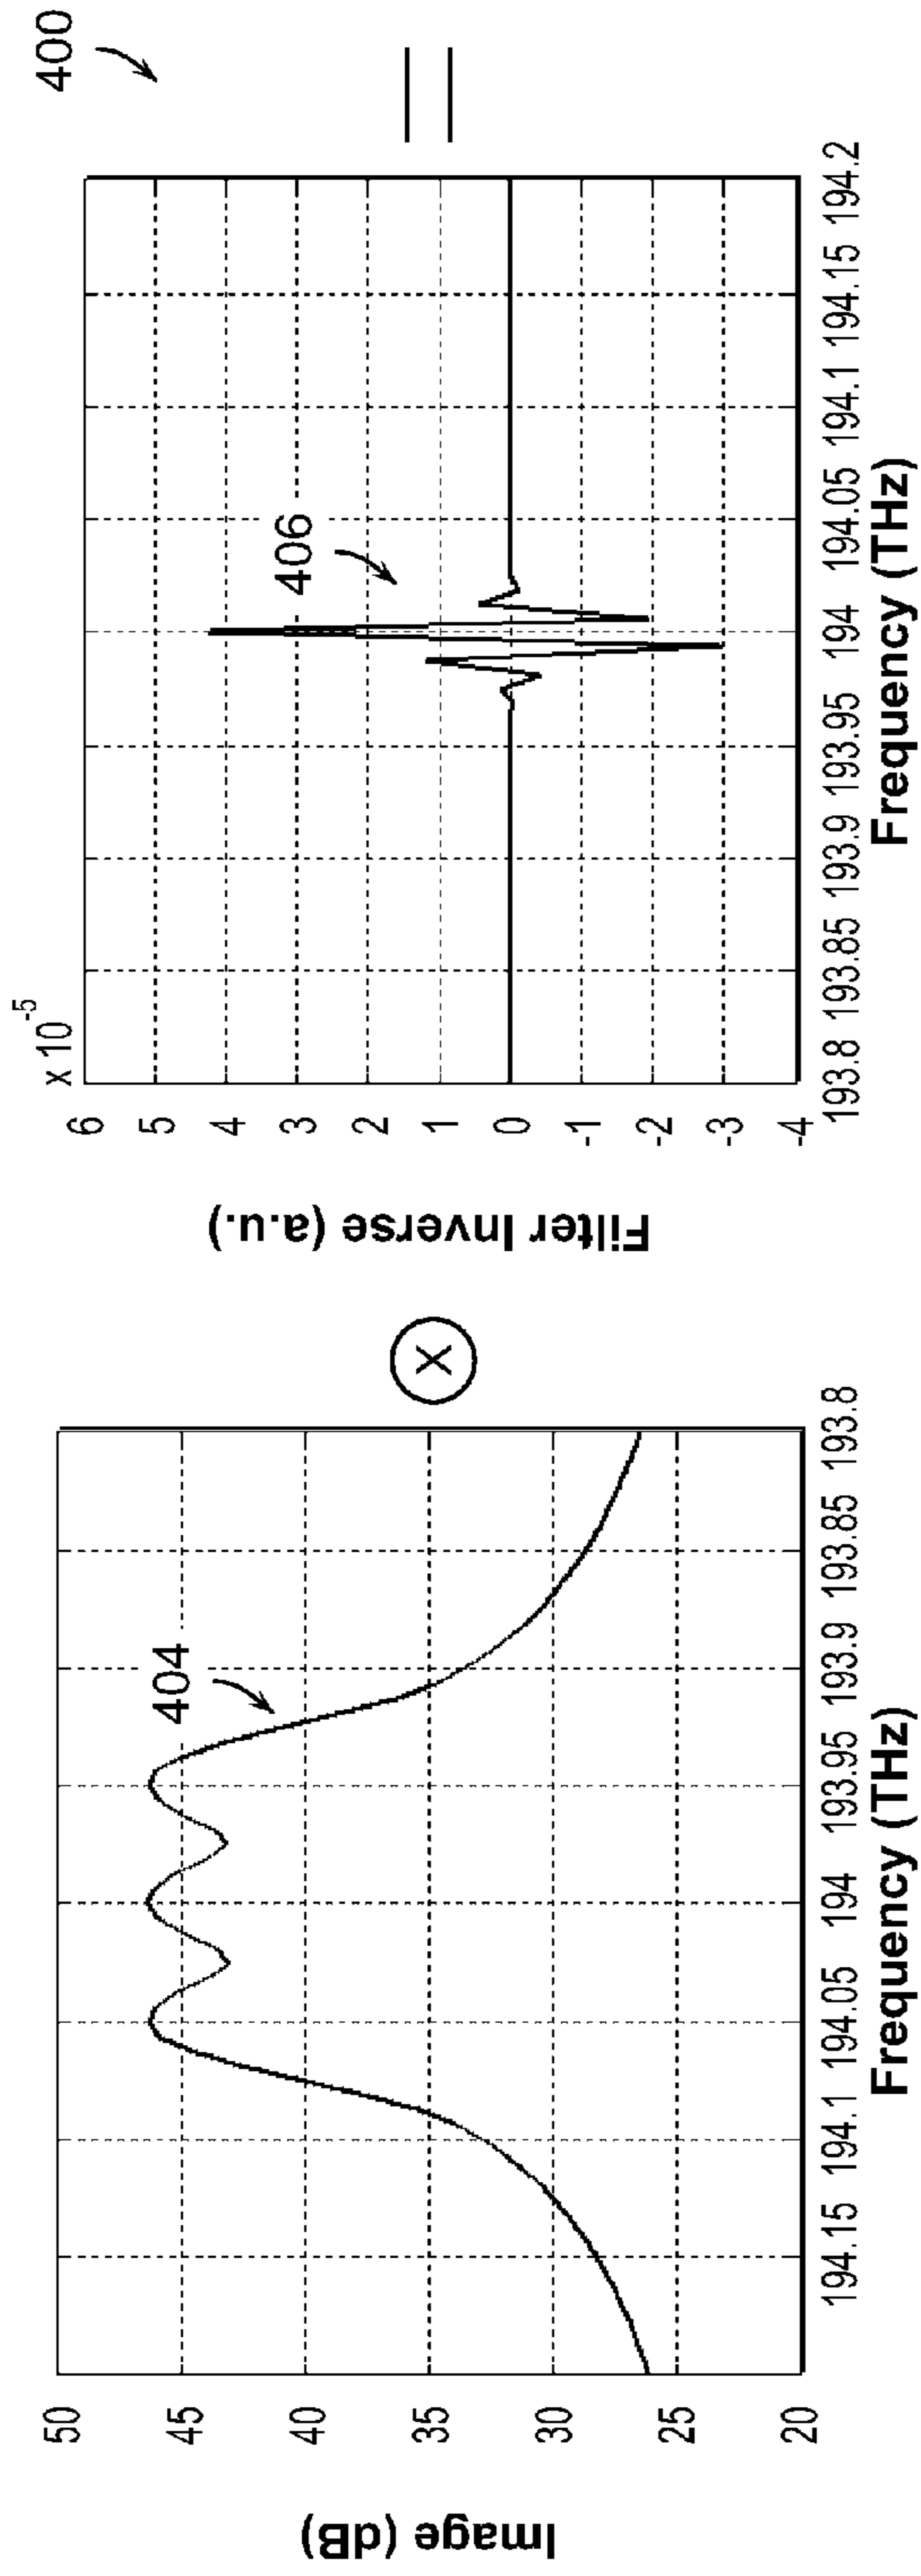 400
Image (dB)
50
45
40
35
30
25
20
404
194.15 194.1 194.05 194 193.95 193.9 193.85 193.8
Frequency (THz)
X
Filter Inverse (a.u.)
x 10-5
6
5
4
3
2
1
0
-1
-2
-3
-4
406
193.8 193.85 193.9 193.95 194 194.05 194.1 194.15 194.2
Frequency (THz)